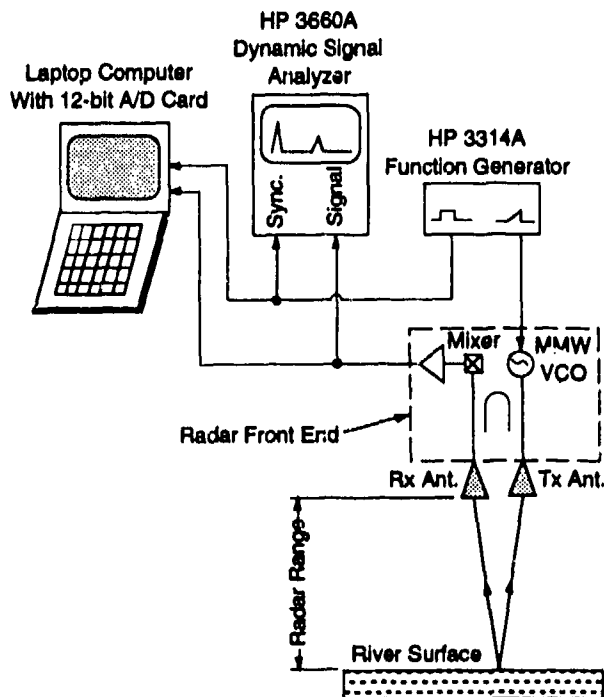 HP 3660A
Dynamic Signal
Analyzer
Laptop Computer
With 12-bit A/D Card
HP 3314A
Function Generator
Sync.
Signal
Mixer
MMW
VCO
Radar Front End
Rx Ant.
Tx Ant.
Radar Range
River Surface